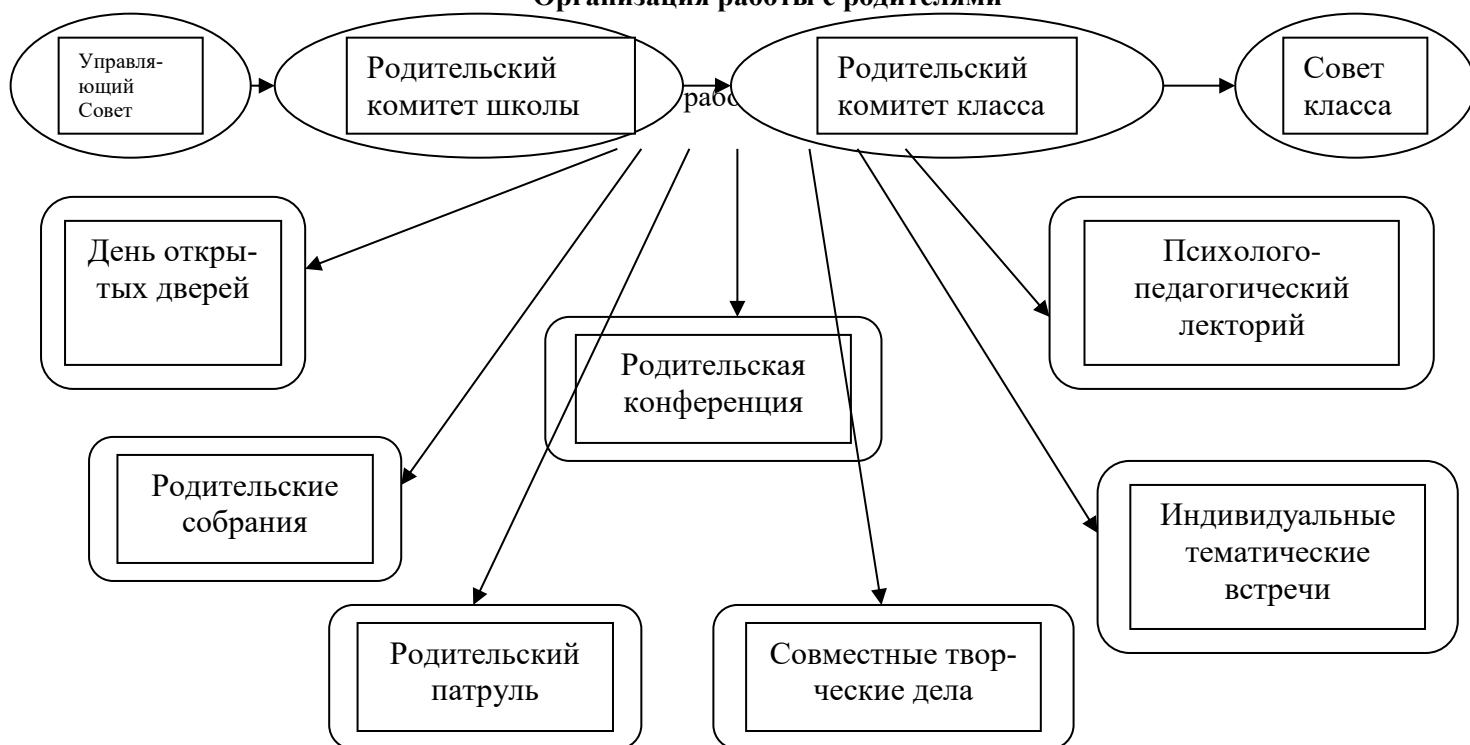 Организация работы с родителями
Управля-
ющий
Совет
Родительский
комитет школы
Родительский
комитет класса
Совет
класса
День откры-
тых дверей
Психолого-
педагогический
лекторий
Родительская
конференция
Родительские
собрания
Индивидуальные
тематические
встречи
Родительский
патруль
Совместные твор-
ческие дела